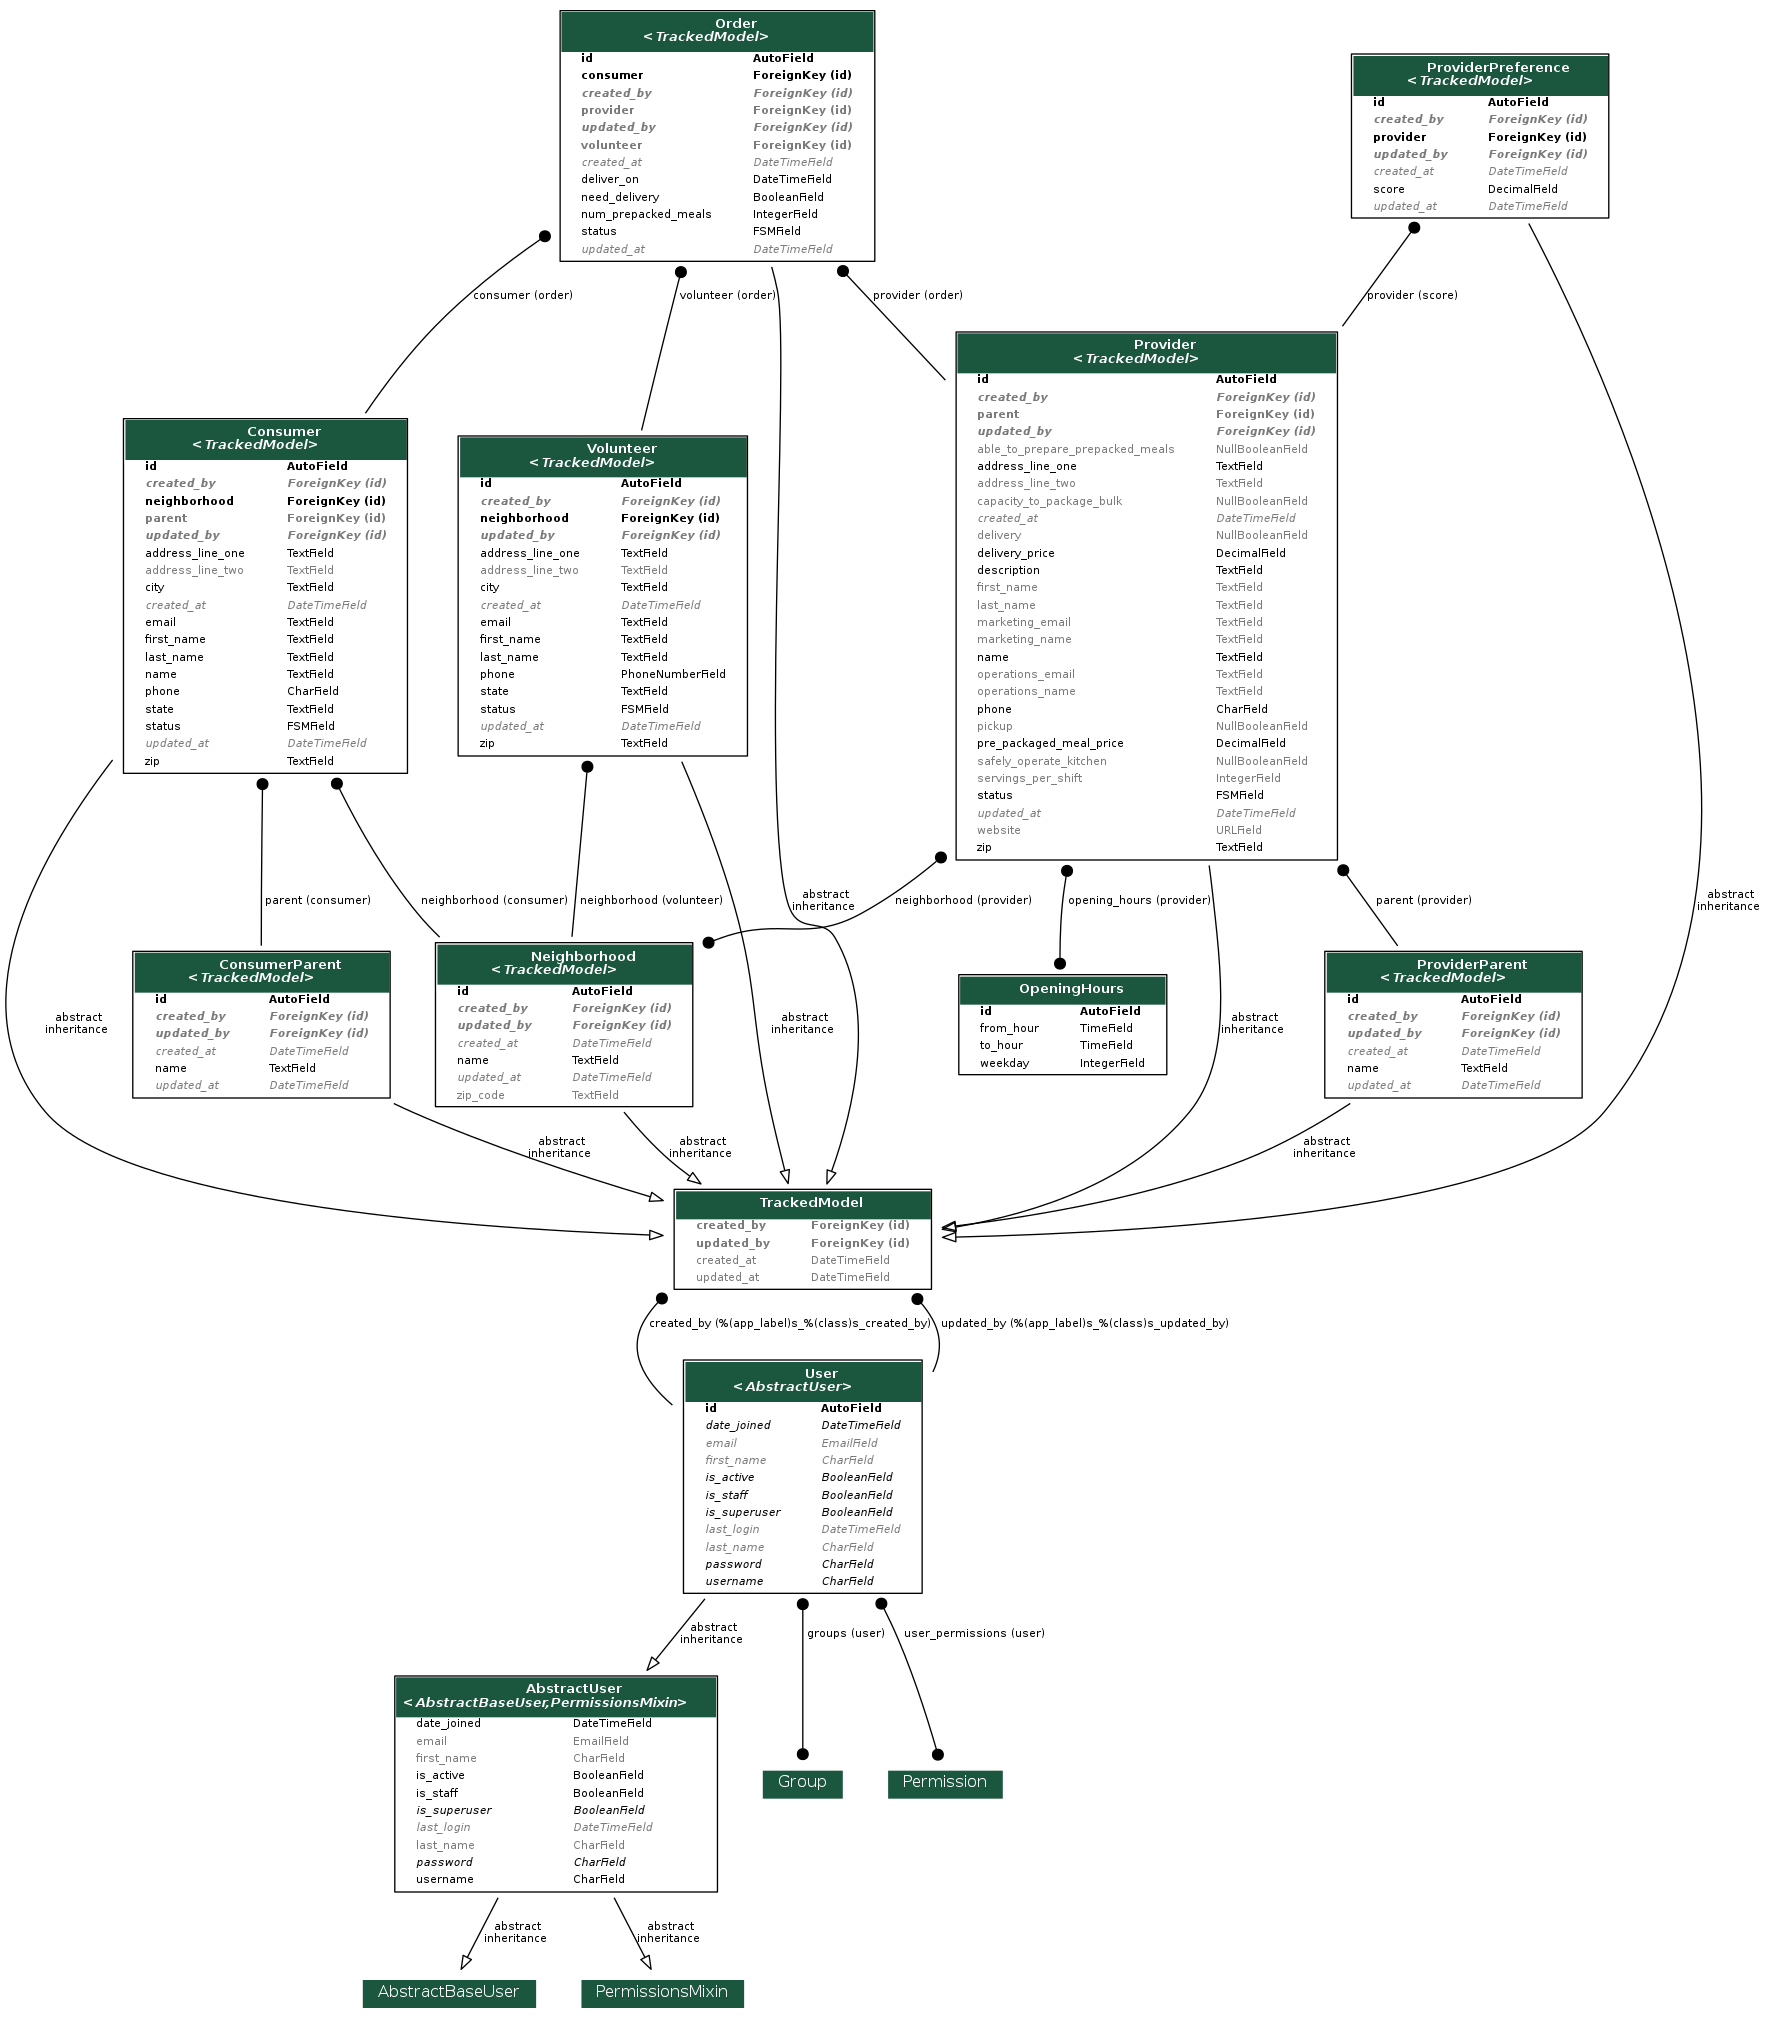 Order
<TrackedModel>
id AutoField
consumer ForeignKey (id)
created_by ForeignKey (id)
provider ForeignKey (id)
updated_by ForeignKey (id)
volunteer ForeignKey (id)
created_at DateTimeField
deliver_on DateTimeField
need_delivery BooleanField
num_prepacked_meals IntegerField
status FSMField
updated_at DateTimeField
ProviderPreference
<TrackedModel>
id AutoField
created_by ForeignKey (id)
provider ForeignKey (id)
updated_by ForeignKey (id)
created_at DateTimeField
score DecimalField
updated_at DateTimeField
consumer (order)
volunteer (order)
provider (order)
provider (score)
Consumer
<TrackedModel>
id AutoField
created_by ForeignKey (id)
neighborhood ForeignKey (id)
parent ForeignKey (id)
updated_by ForeignKey (id)
address_line_one TextField
address_line_two TextField
city TextField
created_at DateTimeField
email TextField
first_name TextField
last_name TextField
name TextField
phone CharField
state TextField
status FSMField
updated_at DateTimeField
zip TextField
Volunteer
<TrackedModel>
id AutoField
created_by ForeignKey (id)
neighborhood ForeignKey (id)
updated_by ForeignKey (id)
address_line_one TextField
address_line_two TextField
city TextField
created_at DateTimeField
email TextField
first_name TextField
last_name TextField
phone PhoneNumberField
state TextField
status FSMField
updated_at DateTimeField
zip TextField
Provider
<TrackedModel>
id AutoField
created_by ForeignKey (id)
parent ForeignKey (id)
updated_by ForeignKey (id)
able_to_prepare_prepacked_meals NullBooleanField
address_line_one TextField
address_line_two TextField
capacity_to_package_bulk NullBooleanField
created_at DateTimeField
delivery NullBooleanField
delivery_price DecimalField
description TextField
first_name TextField
last_name TextField
marketing_email TextField
marketing_name TextField
name TextField
operations_email TextField
operations_name TextField
phone CharField
pickup NullBooleanField
pre_packaged_meal_price DecimalField
safely_operate_kitchen NullBooleanField
servings_per_shift IntegerField
status FSMField
updated_at DateTimeField
website URLField
zip TextField
parent (consumer)
neighborhood (consumer)
neighborhood (volunteer)
abstract
inheritance
neighborhood (provider)
opening_hours (provider)
parent (provider)
abstract
inheritance
abstract
inheritance
ConsumerParent
<TrackedModel>
id AutoField
created_by ForeignKey (id)
updated_by ForeignKey (id)
created_at DateTimeField
name TextField
updated_at DateTimeField
Neighborhood
<TrackedModel>
id AutoField
created_by ForeignKey (id)
updated_by ForeignKey (id)
created_at DateTimeField
name TextField
updated_at DateTimeField
zip_code TextField
abstract
inheritance
OpeningHours
id AutoField
from_hour TimeField
to_hour TimeField
weekday IntegerField
abstract
inheritance
ProviderParent
<TrackedModel>
id AutoField
created_by ForeignKey (id)
updated_by ForeignKey (id)
created_at DateTimeField
name TextField
updated_at DateTimeField
abstract
inheritance
abstract
inheritance
abstract
inheritance
TrackedModel
created_by ForeignKey (id)
updated_by ForeignKey (id)
created_at DateTimeField
updated_at DateTimeField
created_by (%(app_label)s_%(class)s_created_by)
updated_by (%(app_label)s_%(class)s_updated_by)
User
<AbstractUser>
id AutoField
date_joined DateTimeField
email EmailField
first_name CharField
is_active BooleanField
is_staff BooleanField
is_superuser BooleanField
last_login DateTimeField
last_name CharField
password CharField
username CharField
abstract
inheritance
groups (user)
user_permissions (user)
AbstractUser
<AbstractBaseUser,PermissionsMixin>
date_joined DateTimeField
email EmailField
first_name CharField
is_active BooleanField
is_staff BooleanField
is_superuser BooleanField
last_login DateTimeField
last_name CharField
password CharField
username CharField
Group
Permission
abstract
inheritance
abstract
inheritance
AbstractBaseUser
PermissionsMixin